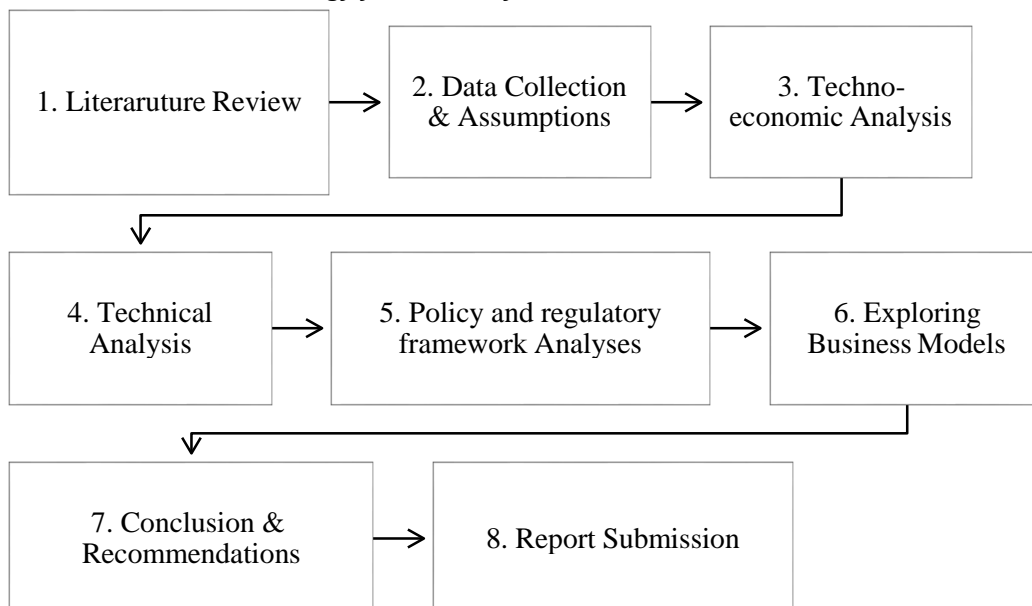 1. Literaruture Review
2. Data Collection
& Assumptions
3. Techno-
economic Analysis
4. Technical
Analysis
5. Policy and regulatory
framework Analyses
6. Exploring
Business Models
7. Conclusion &
Recommendations
8. Report Submission